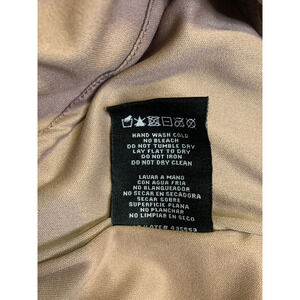 HAND WASH COLD
NO BLEACH
DO NOT TUMBLE DRY
LAY FLAT TO DRY
DO NOT IRON
DO NOT DRY CLEAN
LAVAR A MANO
CON AGUA FRIA
NO BLANQUEADOR
NO SECAR EN SECADORA
SECAR SOBRE
SUPERFICIE PLANA
NO PLANCHAR
NO LIMPIAR EN SECO